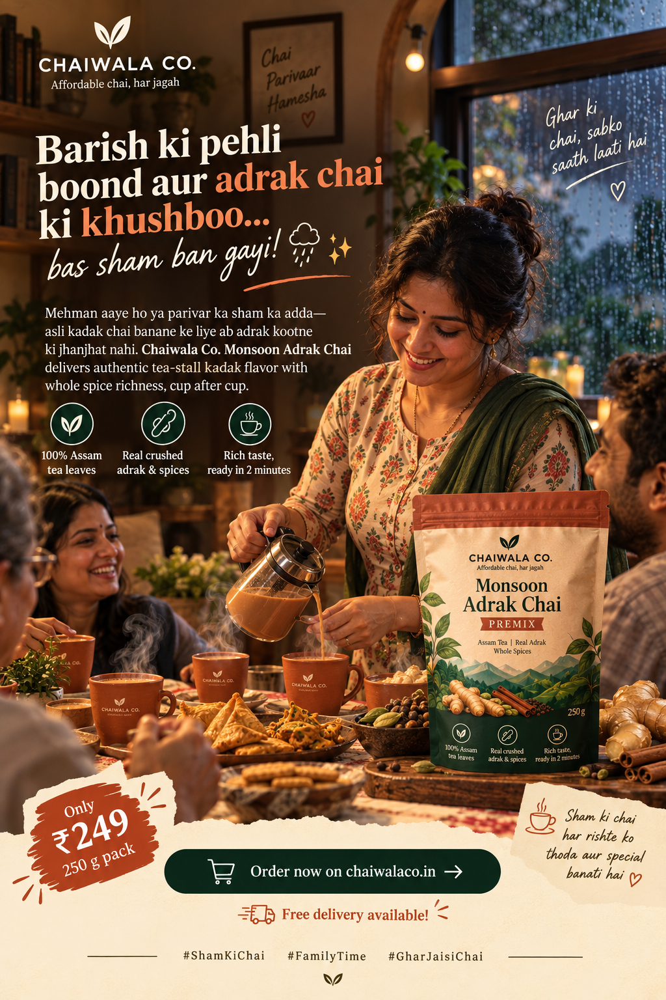 CHAIWALA CO.
Affordable chai, har jagah
Chai
Parivaar
Hamesha
Ghar ki
chai, sabko
saath laati hai
Barish ki pehli
boond aur adrak chai
ki khushboo...
bas sham ban gayi!
Mehman aaye ho ya parivar ka sham ka adda—
asli kadak chai banane ke liye ab adrak kootne
ki jhanjhat nahi. Chaiwala Co. Monsoon Adrak Chai
delivers authentic tea-stall kadak flavor with
whole spice richness, cup after cup.
100% Assam
tea leaves
Real crushed
adrak & spices
Rich taste,
ready in 2 minutes
CHAIWALA CO.
Affordable chai, har jagah
Monsoon
Adrak Chai
PREMIX
Assam Tea | Real Adrak
Whole Spices
250 g
100% Assam
tea leaves
Real crushed
adrak & spices
Rich taste,
ready in 2 minutes
CHAIWALA CO.
CHAIWALA CO.
CHAIWALA CO.
Only
₹249
250 g pack
Sham ki chai
har rishte ko
thoda aur special
banati hai
Order now on chaiwalaco.in →
Free delivery available!
#ShamKiChai #FamilyTime #GharJaisiChai